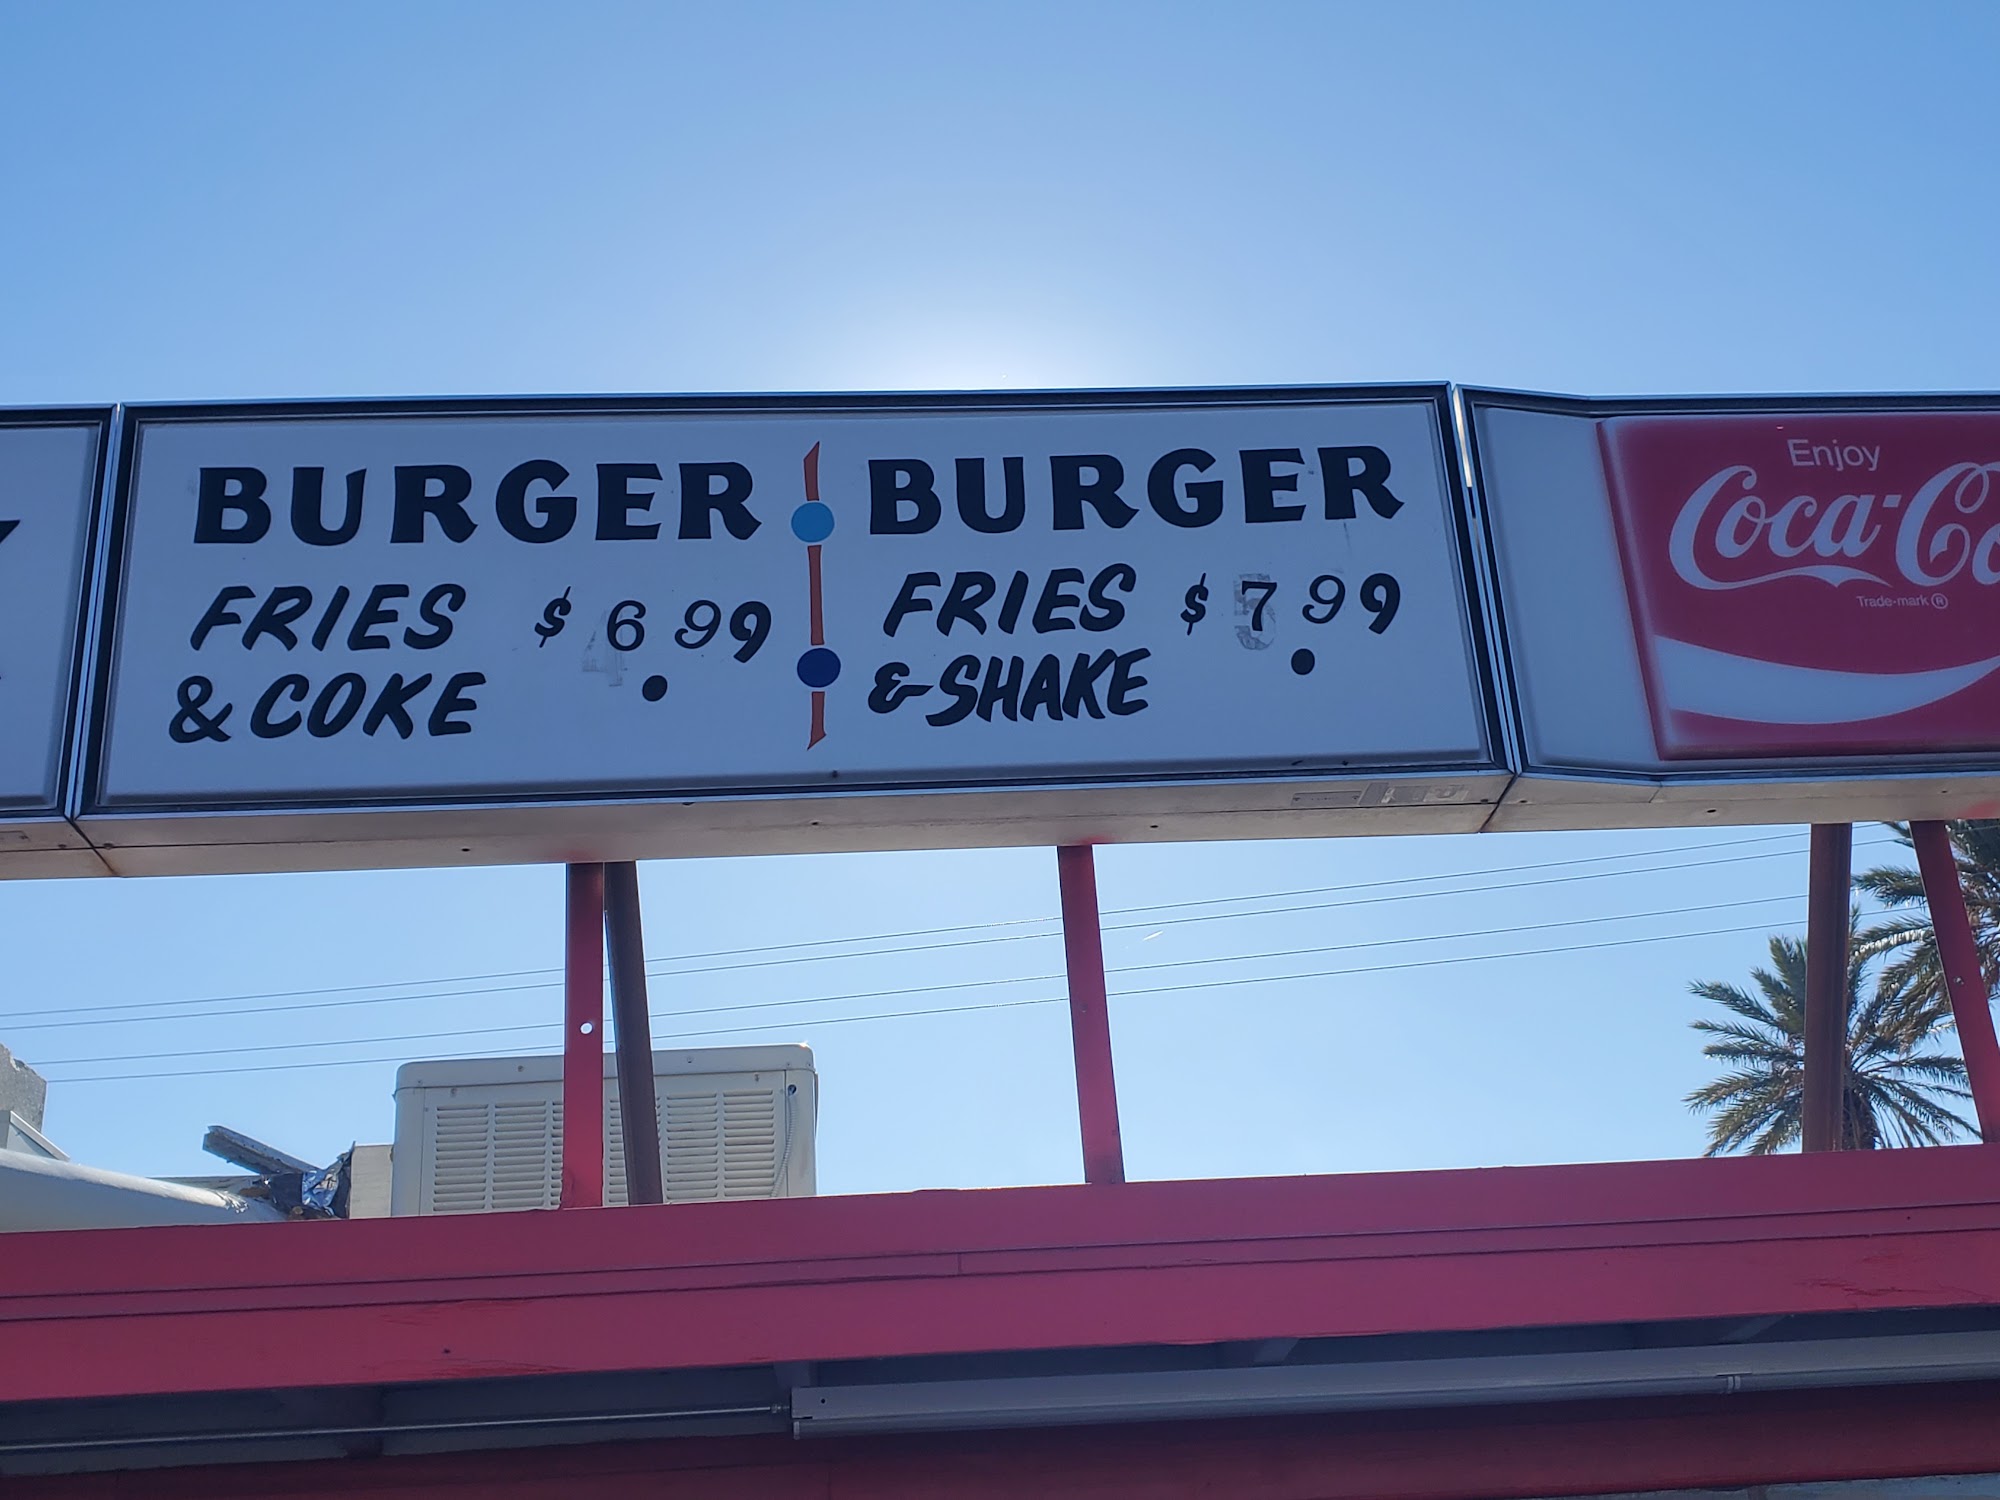 BURGER
FRIES $ 6.99
& COKE
BURGER
FRIES $ 7.99
& SHAKE
Enjoy
Coca-Co
Trade-mark ®